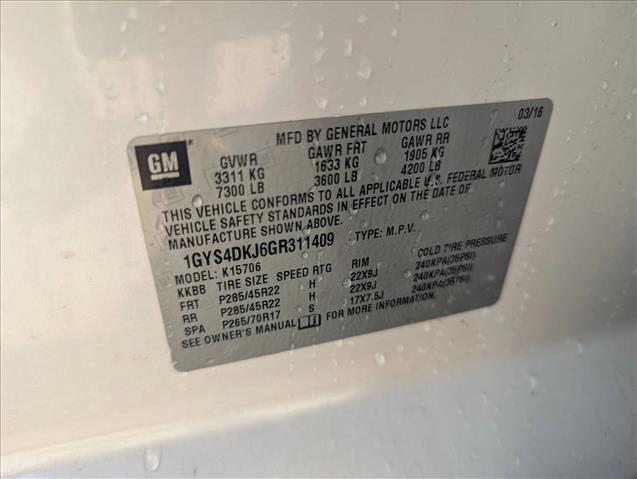 MFD BY GENERAL MOTORS LLC 03/16
GM
GVWR GAWR FRT GAWR RR
3311 KG 1633 KG 1905 KG
7300 LB 3600 LB 4200 LB
THIS VEHICLE CONFORMS TO ALL APPLICABLE U.S. FEDERAL MOTOR
VEHICLE SAFETY STANDARDS IN EFFECT ON THE DATE OF
MANUFACTURE SHOWN ABOVE.
1GYS4DKJ6GR311409 TYPE: M.P.V.
MODEL: K15706
KKBB TIRE SIZE SPEED RTG RIM COLD TIRE PRESSURE
FRT P285/45R22 H 22X9J 240KPA(35PSI)
RR P285/45R22 H 22X9J 240KPA(35PSI)
SPA P265/70R17 S 17X7.5J 240KPA(35PSI)
SEE OWNER'S MANUAL FOR MORE INFORMATION